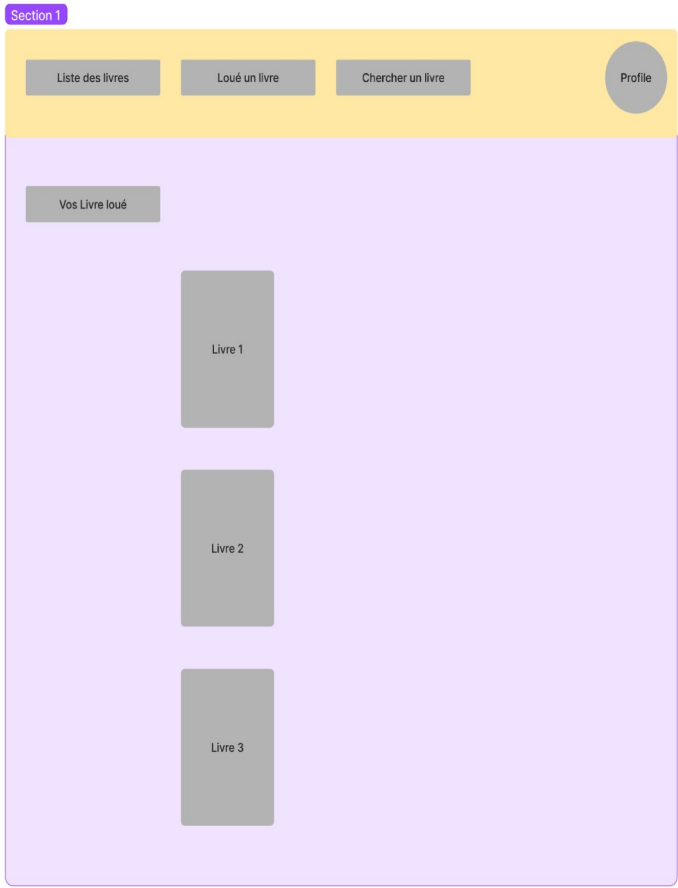 Section 1
Liste des livres
Loué un livre
Chercher un livre
Profile
Vos Livre loué
Livre 1
Livre 2
Livre 3